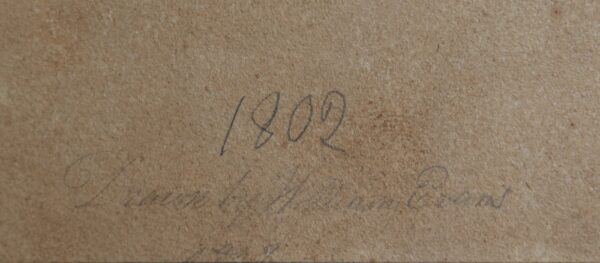 1802
Drawn by William Evans